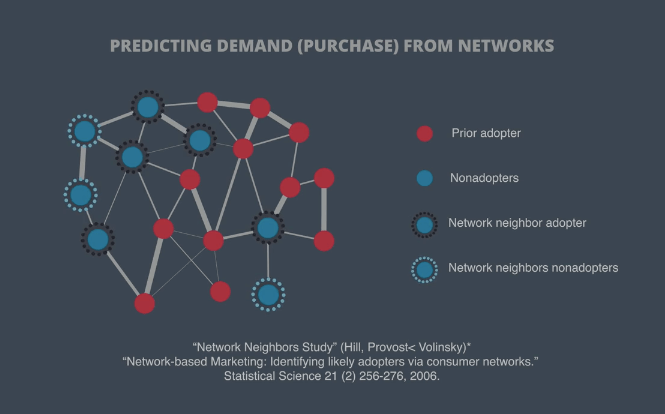 PREDICTING DEMAND (PURCHASE) FROM NETWORKS
Prior adopter
Nonadopters
Network neighbor adopter
Network neighbors nonadopters
“Network Neighbors Study” (Hill, Provost< Volinsky)*
“Network-based Marketing: Identifying likely adopters via consumer networks.”
Statistical Science 21 (2) 256-276, 2006.